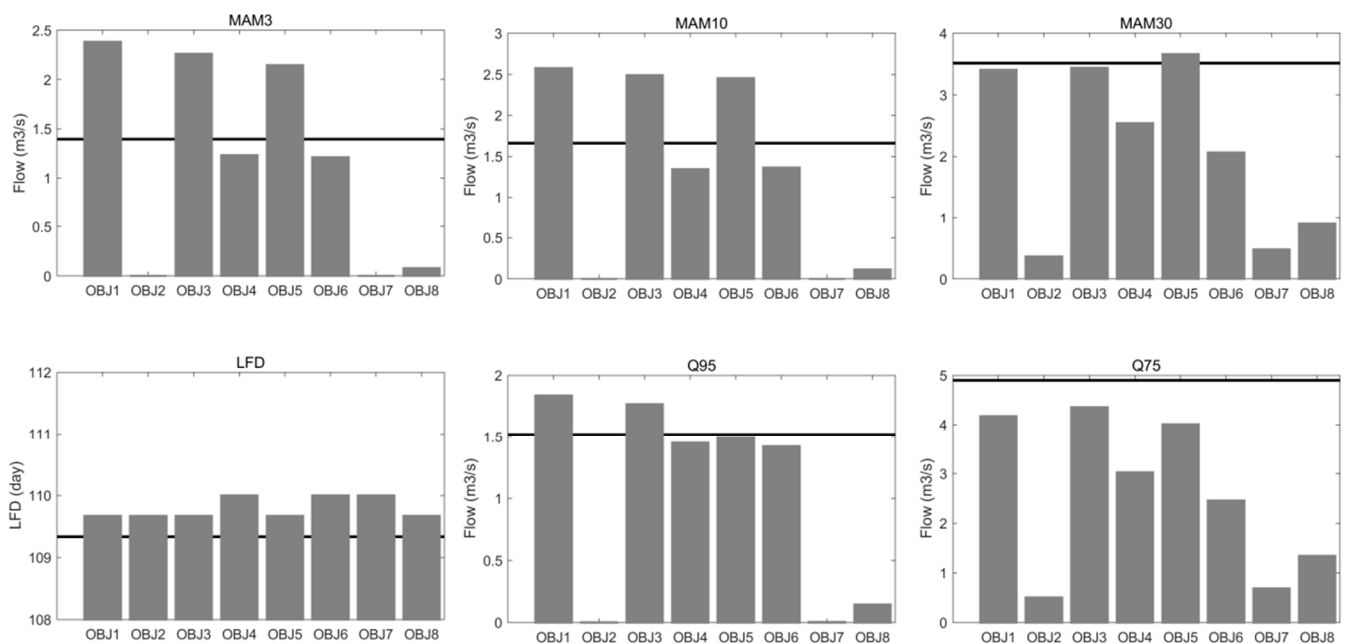 MAM3
Flow (m3/s)
2.5
2
1.5
1
0.5
0
OBJ1 OBJ2 OBJ3 OBJ4 OBJ5 OBJ6 OBJ7 OBJ8
MAM10
Flow (m3/s)
3
2.5
2
1.5
1
0.5
0
OBJ1 OBJ2 OBJ3 OBJ4 OBJ5 OBJ6 OBJ7 OBJ8
MAM30
Flow (m3/s)
4
3
2
1
0
OBJ1 OBJ2 OBJ3 OBJ4 OBJ5 OBJ6 OBJ7 OBJ8
LFD
LFD (day)
112
111
110
109
108
OBJ1 OBJ2 OBJ3 OBJ4 OBJ5 OBJ6 OBJ7 OBJ8
Q95
Flow (m3/s)
2
1.5
1
0.5
0
OBJ1 OBJ2 OBJ3 OBJ4 OBJ5 OBJ6 OBJ7 OBJ8
Q75
Flow (m3/s)
5
4
3
2
1
0
OBJ1 OBJ2 OBJ3 OBJ4 OBJ5 OBJ6 OBJ7 OBJ8